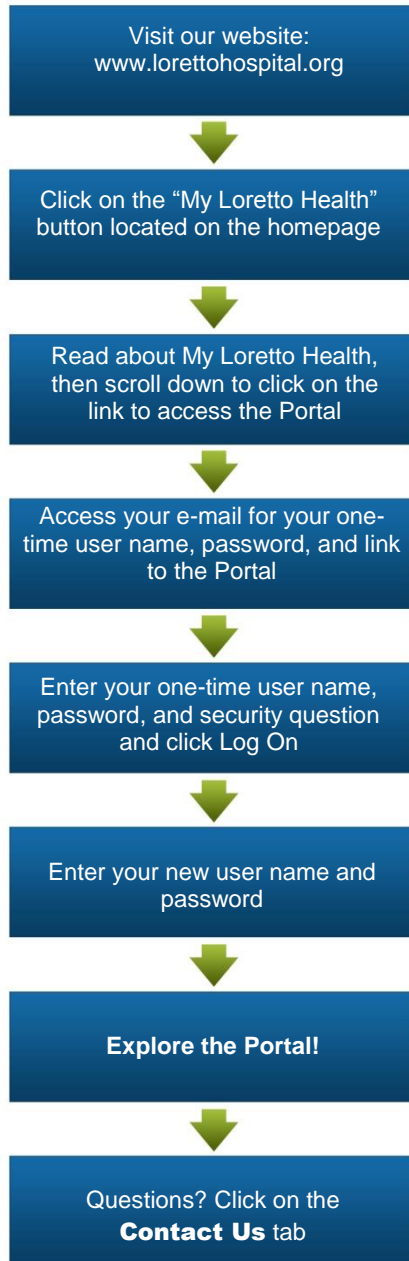 Visit our website:
www.lorettohospital.org
Click on the “My Loretto Health”
button located on the homepage
Read about My Loretto Health,
then scroll down to click on the
link to access the Portal
Access your e-mail for your one-
time user name, password, and link
to the Portal
Enter your one-time user name,
password, and security question
and click Log On
Enter your new user name and
password
Explore the Portal!
Questions? Click on the
Contact Us tab